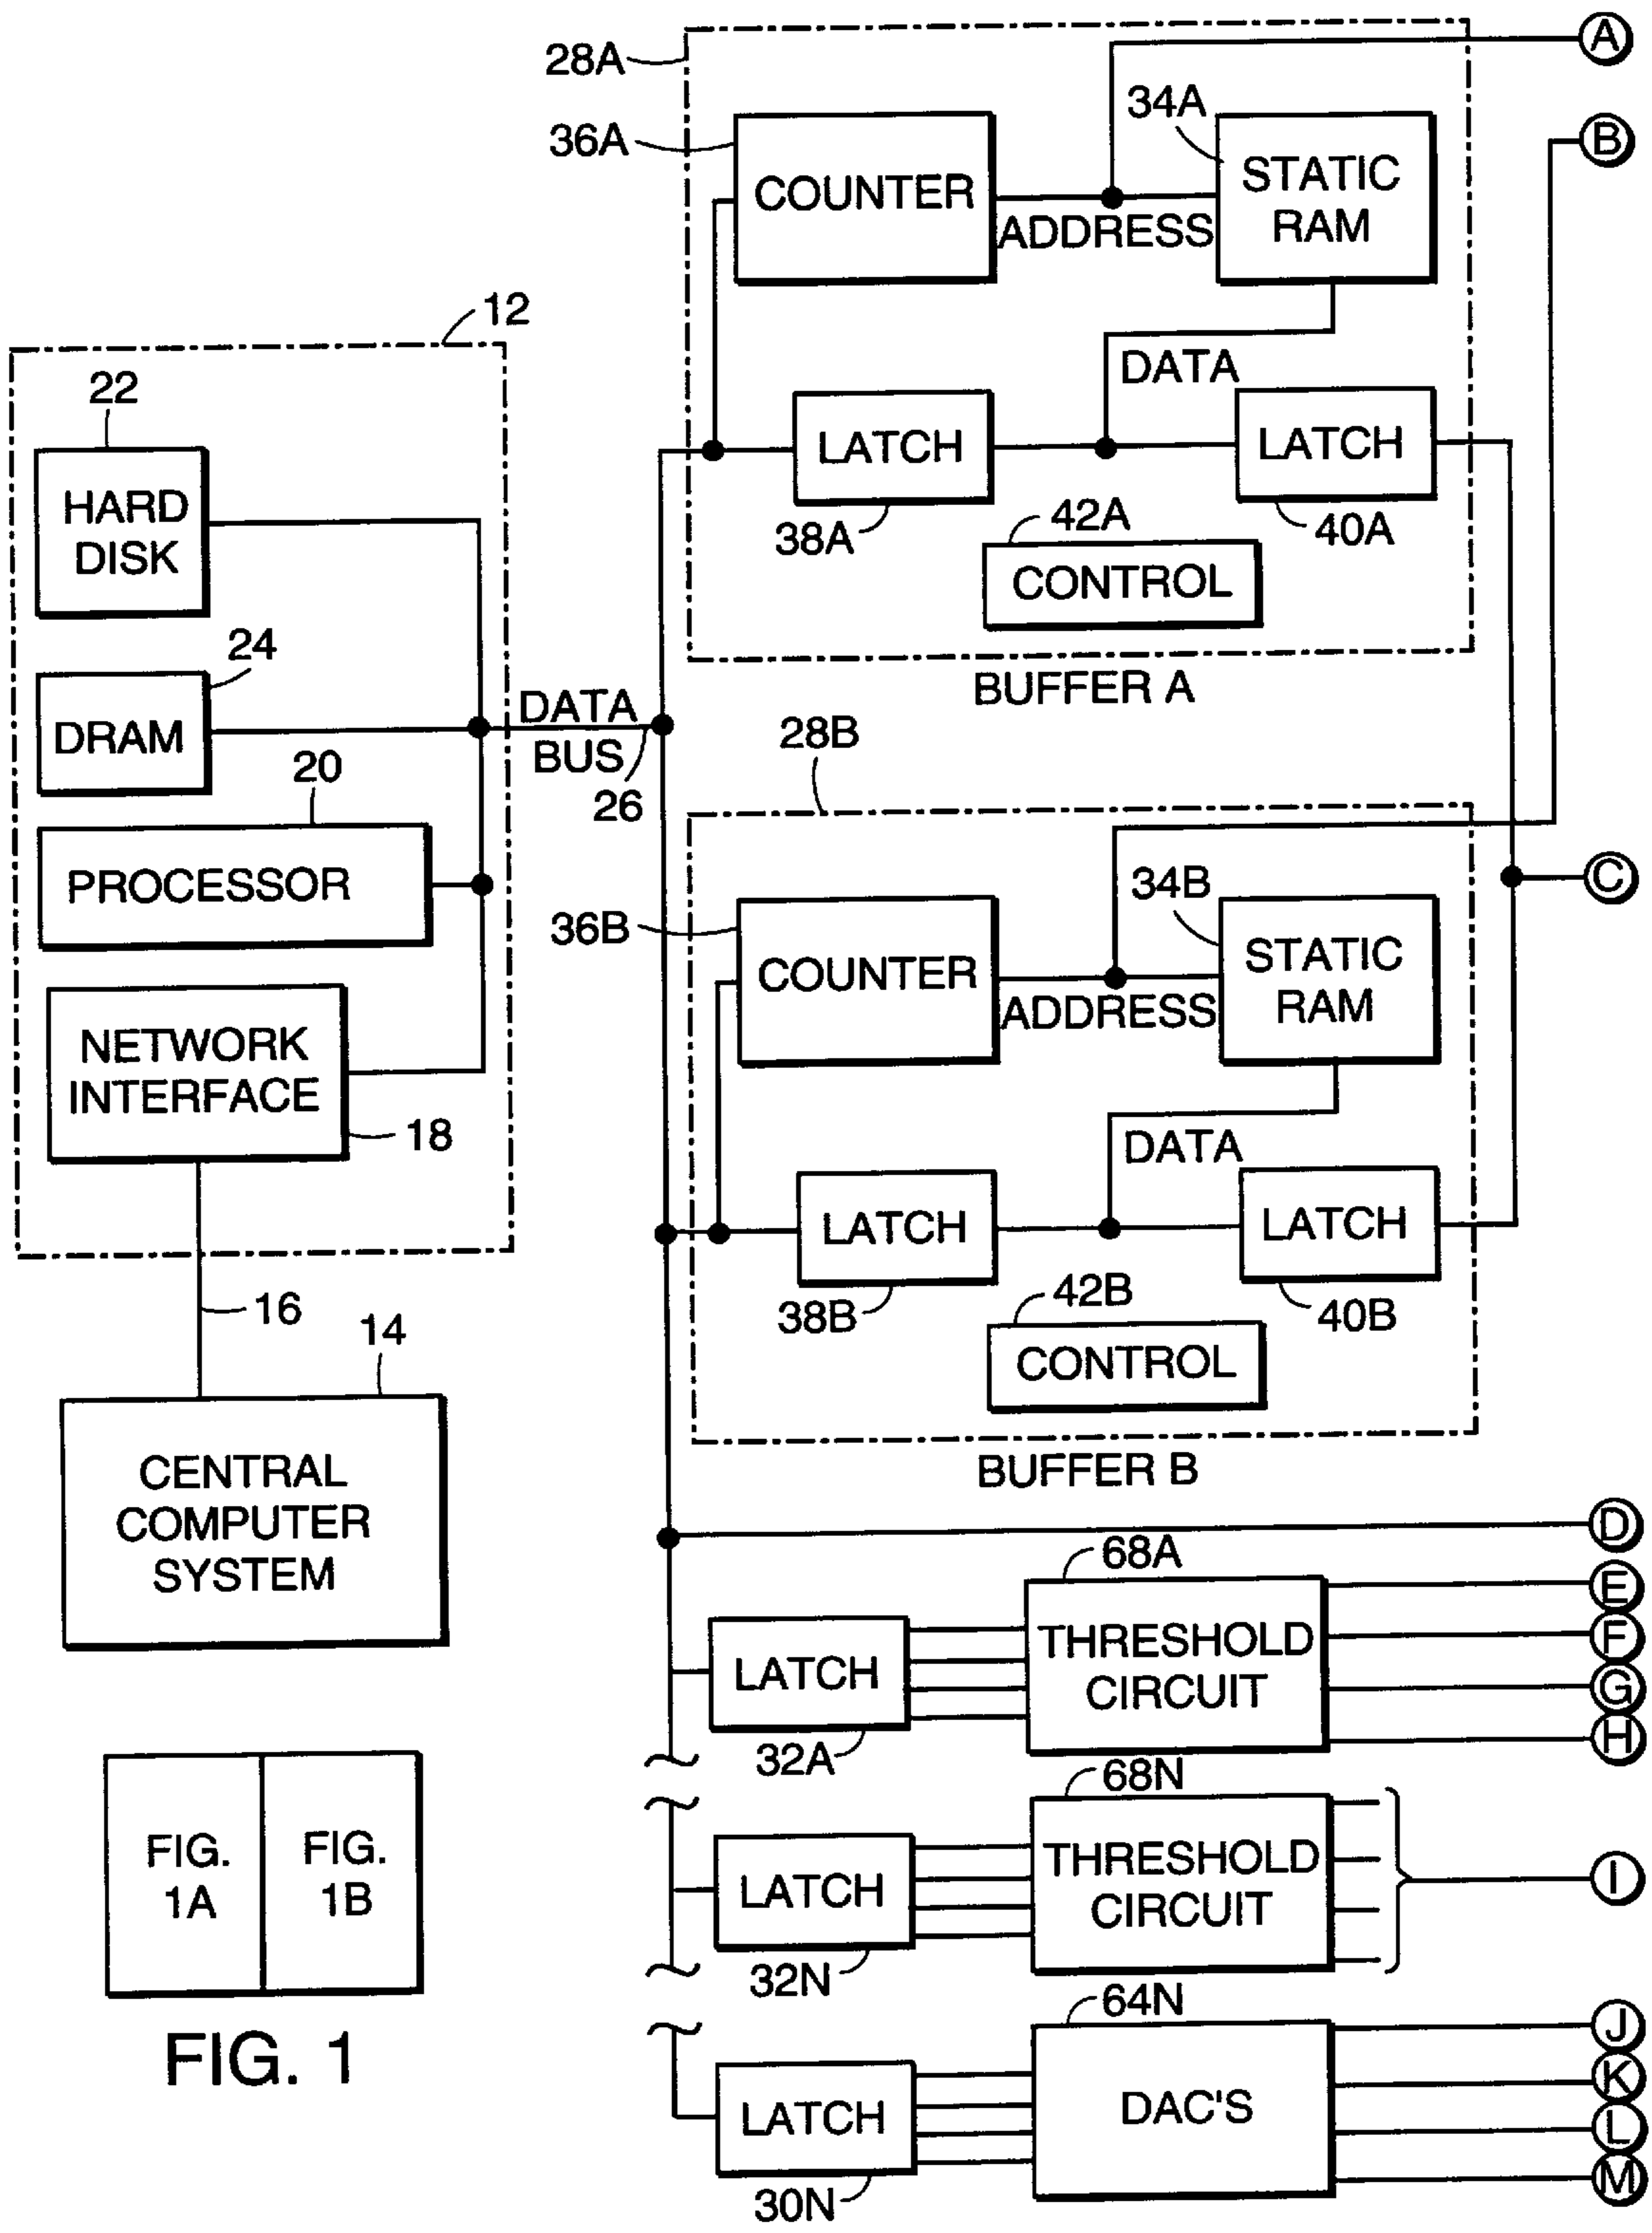 28A
A
34A
36A
B
COUNTER
STATIC
RAM
ADDRESS
12
DATA
22
LATCH
LATCH
HARD
DISK
38A
42A
40A
CONTROL
24
BUFFER A
DRAM
DATA
BUS
26
28B
20
PROCESSOR
C
34B
36B
COUNTER
STATIC
RAM
ADDRESS
NETWORK
INTERFACE
18
DATA
LATCH
LATCH
16
38B
42B
40B
CONTROL
14
CENTRAL
COMPUTER
SYSTEM
BUFFER B
D
68A
E
THRESHOLD
CIRCUIT
F
LATCH
G
32A
H
68N
THRESHOLD
CIRCUIT
LATCH
I
32N
FIG.
1A
FIG.
1B
FIG. 1
64N
J
DAC'S
K
LATCH
L
30N
M